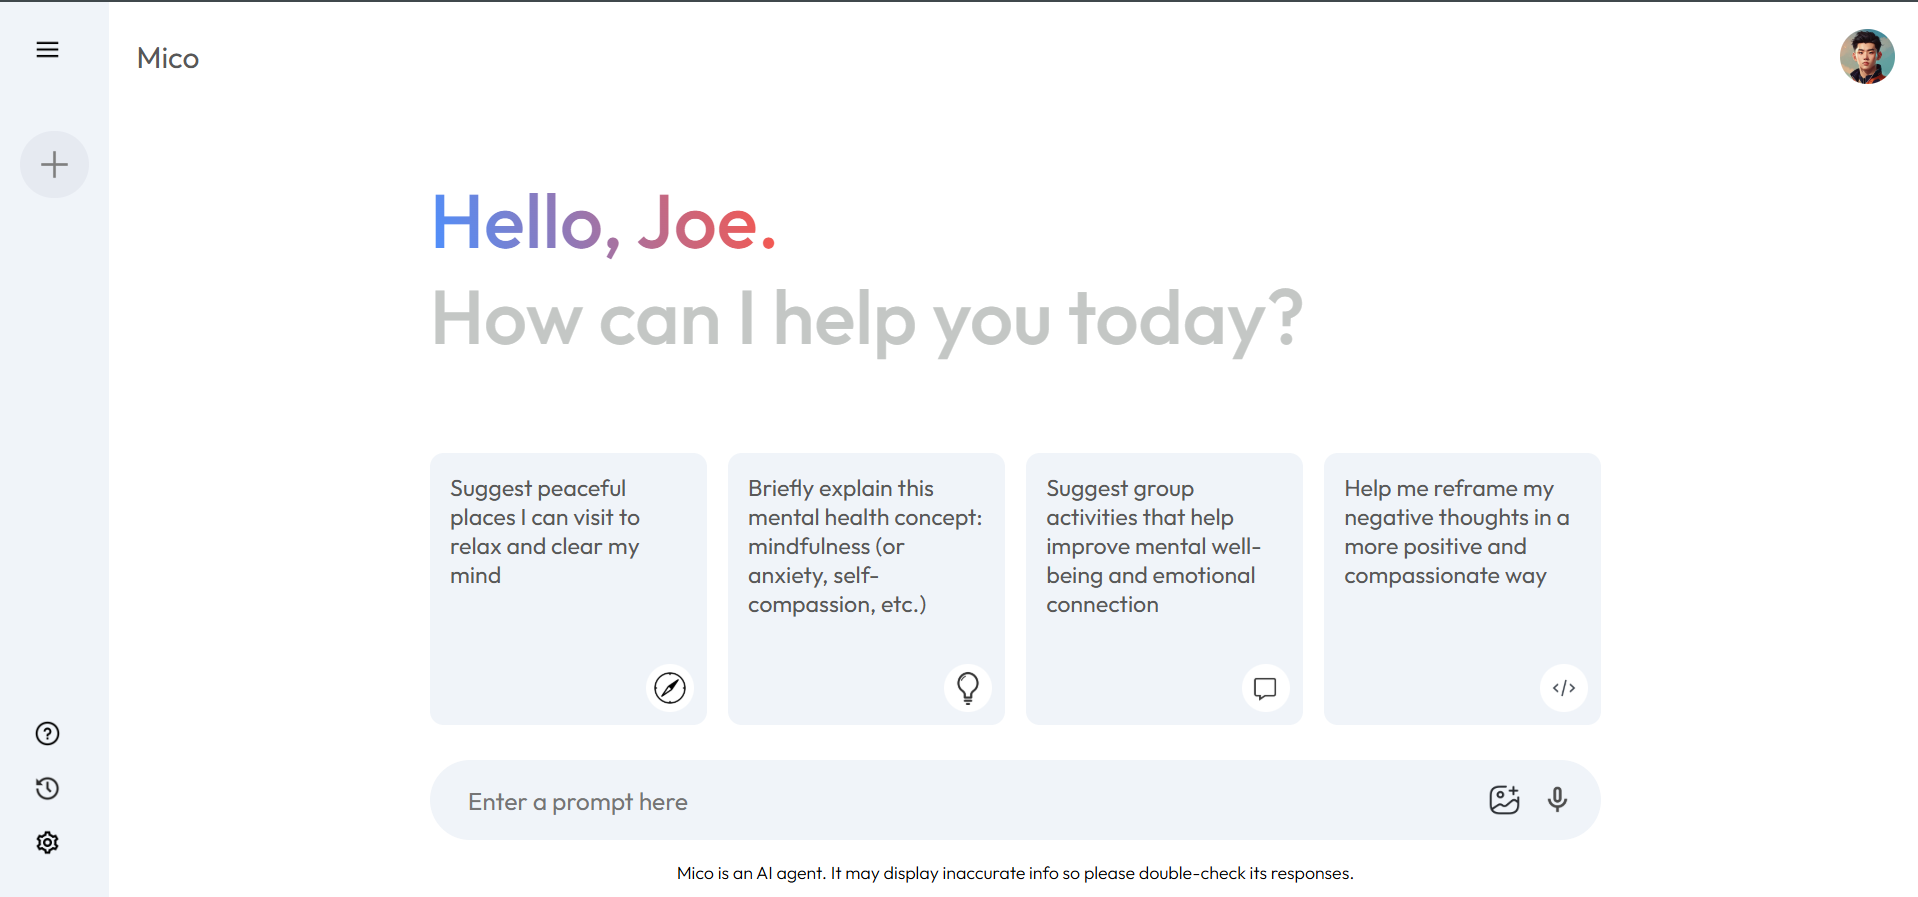 Mico
Hello, Joe.
How can I help you today?
Suggest peaceful
places I can visit to
relax and clear my
mind
Briefly explain this
mental health concept:
mindfulness (or
anxiety, self-
compassion, etc.)
Suggest group
activities that help
improve mental well-
being and emotional
connection
Help me reframe my
negative thoughts in a
more positive and
compassionate way
Enter a prompt here
Mico is an AI agent. It may display inaccurate info so please double-check its responses.